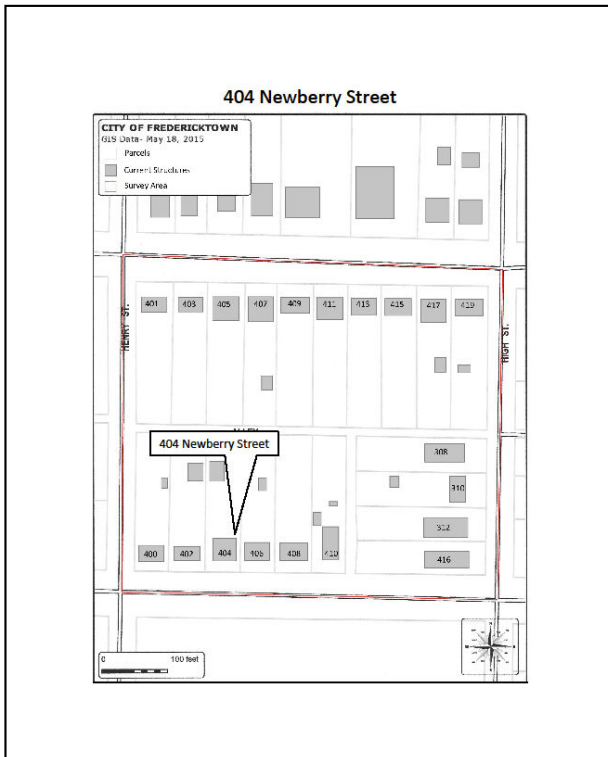 404 Newberry Street
CITY OF FREDERICKTOWN
GIS Data- May 18, 2015
Parcels
Current Structures
Survey Area
HENRY ST.
HIGH ST.
401 403 405 407 409 411 413 415 417 419
404 Newberry Street
308
310
312
400 402 404 406 408 410 416
0 100 feet